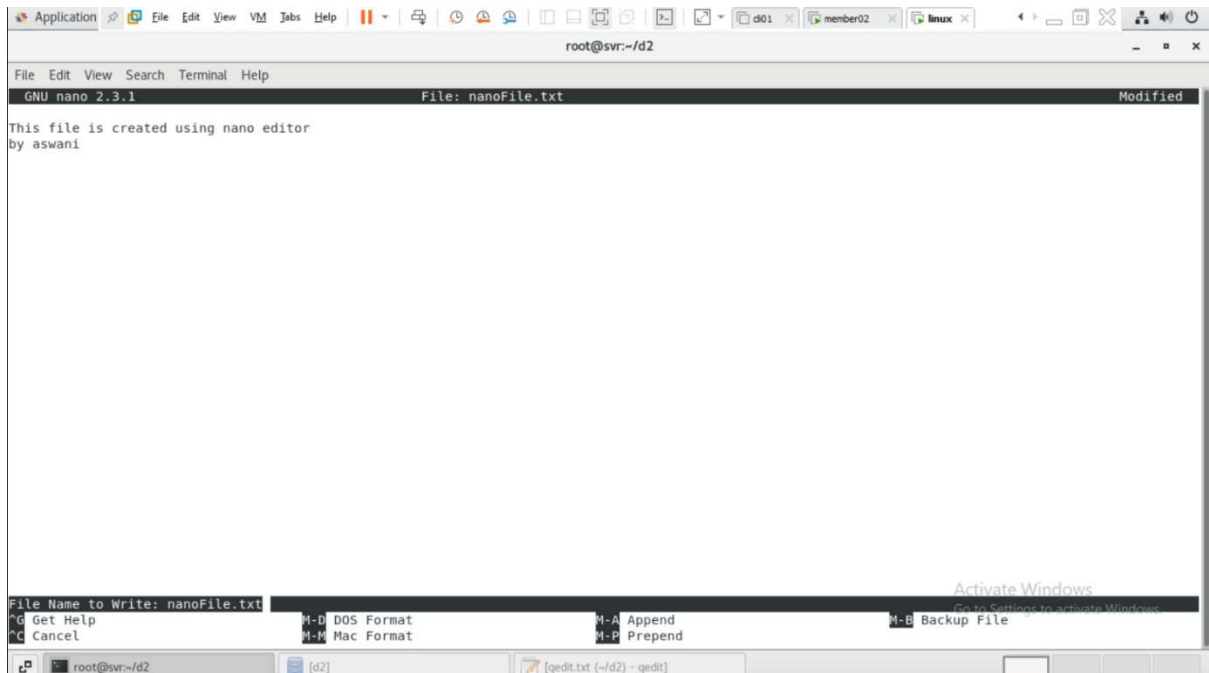 Application File Edit View VM Tabs Help di01 member02 linux
root@svr:~/d2
File Edit View Search Terminal Help
GNU nano 2.3.1 File: nanoFile.txt Modified
This file is created using nano editor
by aswani
Activate Windows
Go to Settings to activate Windows.
File Name to Write: nanoFile.txt
^G Get Help M-D DOS Format M-A Append M-B Backup File
^C Cancel M-M Mac Format M-P Prepend
root@svr:~/d2 [d2] [qedit.txt (~/d2) - gedit]